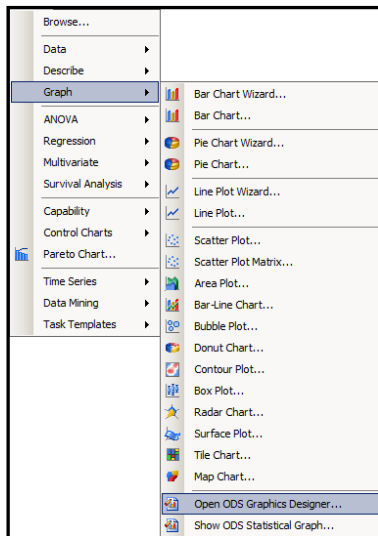 Browse...
Data
Describe
Graph
ANOVA
Regression
Multivariate
Survival Analysis
Capability
Control Charts
Pareto Chart...
Time Series
Data Mining
Task Templates
Bar Chart Wizard...
Bar Chart...
Pie Chart Wizard...
Pie Chart...
Line Plot Wizard...
Line Plot...
Scatter Plot...
Scatter Plot Matrix...
Area Plot...
Bar-Line Chart...
Bubble Plot...
Donut Chart...
Contour Plot...
Box Plot...
Radar Chart...
Surface Plot...
Tile Chart...
Map Chart...
Open ODS Graphics Designer...
Show ODS Statistical Graph...